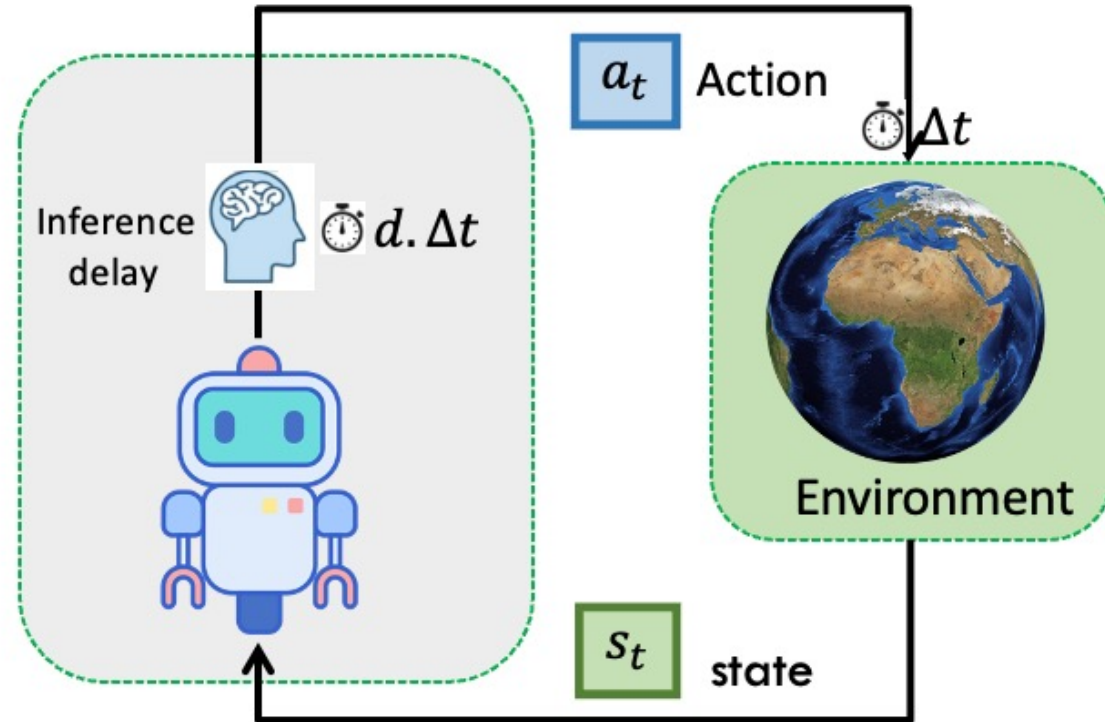 a_t Action
Δt
Inference
delay
d.Δt
Environment
s_t
state